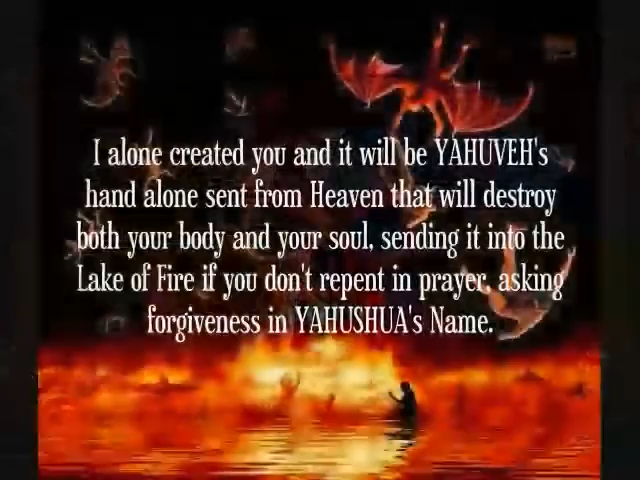 I alone created you and it will be YAHUVEH's
hand alone sent from Heaven that will destroy
both your body and your soul, sending it into the
Lake of Fire if you don't repent in prayer, asking
forgiveness in YAHUSHUA's Name.